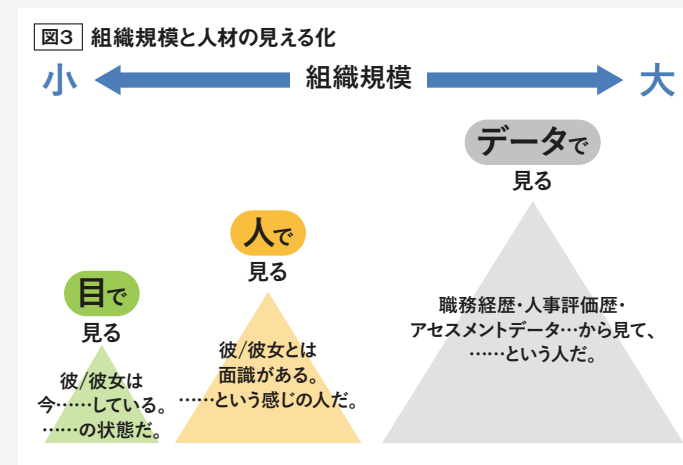 図3 組織規模と人材の見える化
小 組織規模 大
データで
見る
人で
見る
目で
見る
職務経歴・人事評価歴・
アセスメントデータ…から見て、
……という人だ。
彼/彼女とは
面識がある。
……という感じの人だ。
彼/彼女は
今……している。
……の状態だ。